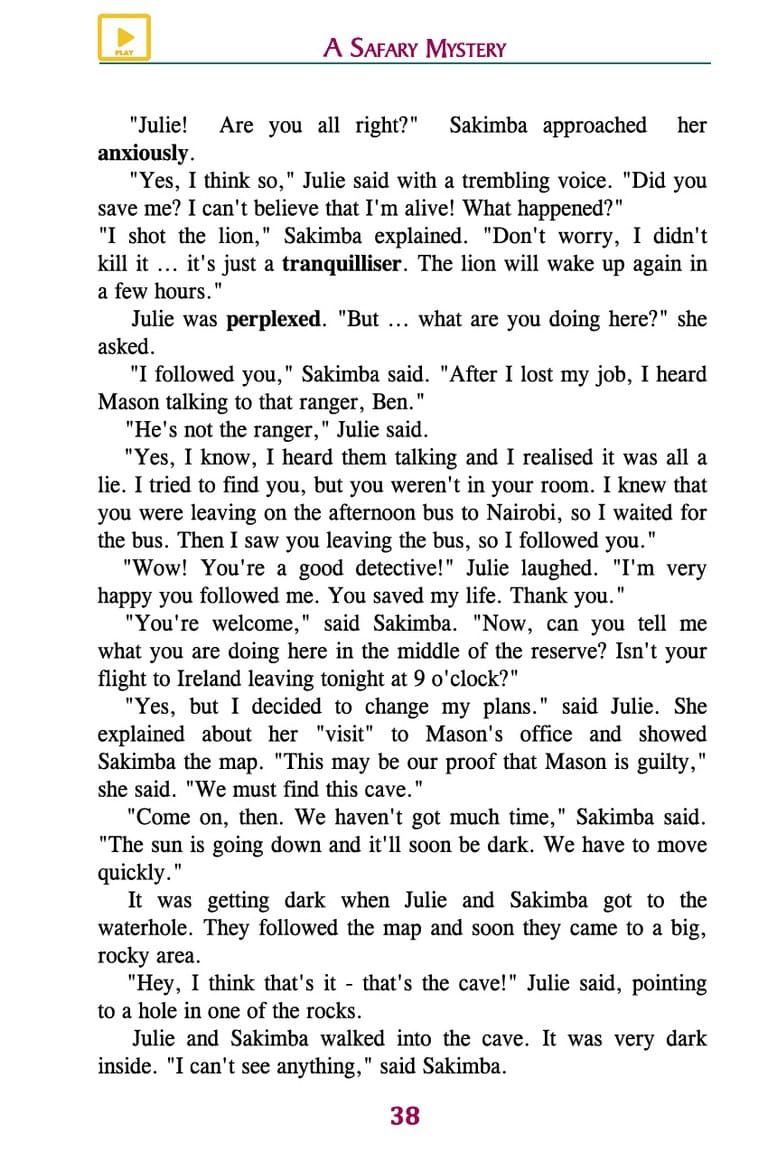 PLAY
A SAFARY MYSTERY
"Julie! Are you all right?" Sakimba approached her
anxiously.
"Yes, I think so," Julie said with a trembling voice. "Did you
save me? I can't believe that I'm alive! What happened?"
"I shot the lion," Sakimba explained. "Don't worry, I didn't
kill it ... it's just a tranquilliser. The lion will wake up again in
a few hours."
Julie was perplexed. "But ... what are you doing here?" she
asked.
"I followed you," Sakimba said. "After I lost my job, I heard
Mason talking to that ranger, Ben."
"He's not the ranger," Julie said.
"Yes, I know, I heard them talking and I realised it was all a
lie. I tried to find you, but you weren't in your room. I knew that
you were leaving on the afternoon bus to Nairobi, so I waited for
the bus. Then I saw you leaving the bus, so I followed you."
"Wow! You're a good detective!" Julie laughed. "I'm very
happy you followed me. You saved my life. Thank you."
"You're welcome," said Sakimba. "Now, can you tell me
what you are doing here in the middle of the reserve? Isn't your
flight to Ireland leaving tonight at 9 o'clock?"
"Yes, but I decided to change my plans." said Julie. She
explained about her "visit" to Mason's office and showed
Sakimba the map. "This may be our proof that Mason is guilty,"
she said. "We must find this cave."
"Come on, then. We haven't got much time," Sakimba said.
"The sun is going down and it'll soon be dark. We have to move
quickly."
It was getting dark when Julie and Sakimba got to the
waterhole. They followed the map and soon they came to a big,
rocky area.
"Hey, I think that's it - that's the cave!" Julie said, pointing
to a hole in one of the rocks.
Julie and Sakimba walked into the cave. It was very dark
inside. "I can't see anything," said Sakimba.
38